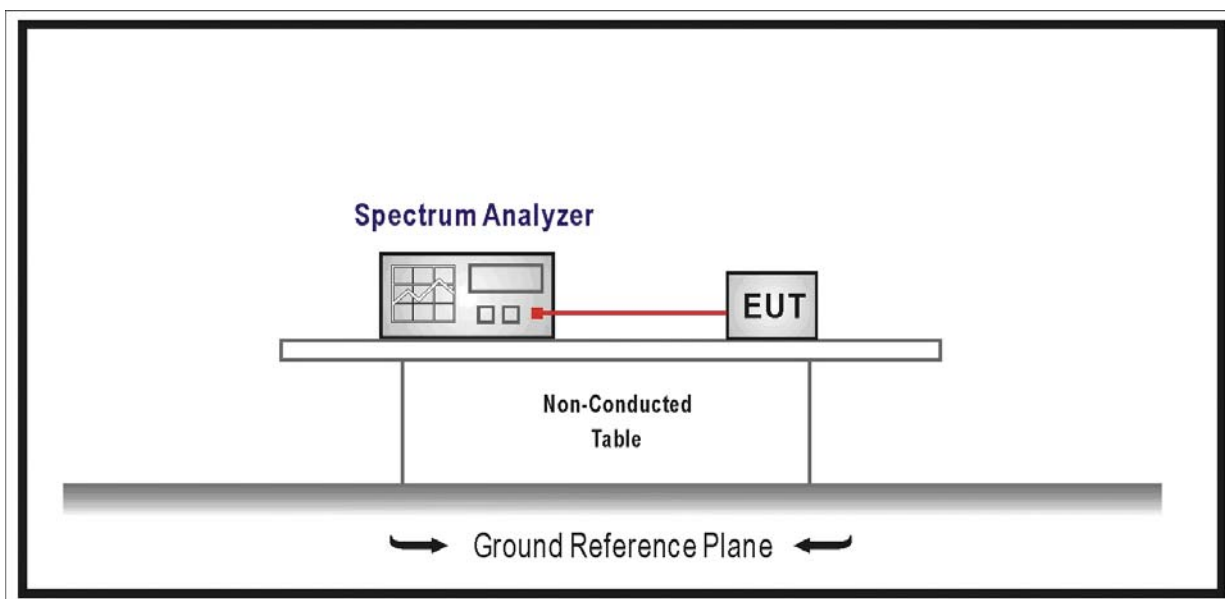 Spectrum Analyzer
EUT
Non-Conducted
Table
Ground Reference Plane